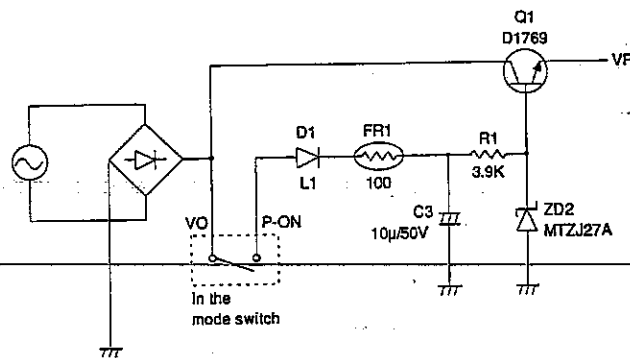 Q1
D1769
VF
D1
L1
FR1
100
R1
3.9K
C3
10μ/50V
ZD2
MTZJ27A
VO
P-ON
In the
mode switch